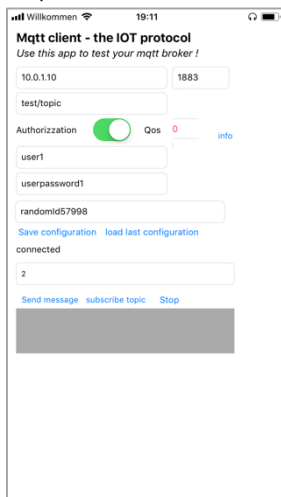 Willkommen 19:11
Mqtt client - the IOT protocol
Use this app to test your mqtt broker !
10.0.1.10 1883
test/topic
Authorizzation Qos 0 info
user1
userpassword1
randomId57998
Save configuration load last configuration
connected
2
Send message subscribe topic Stop